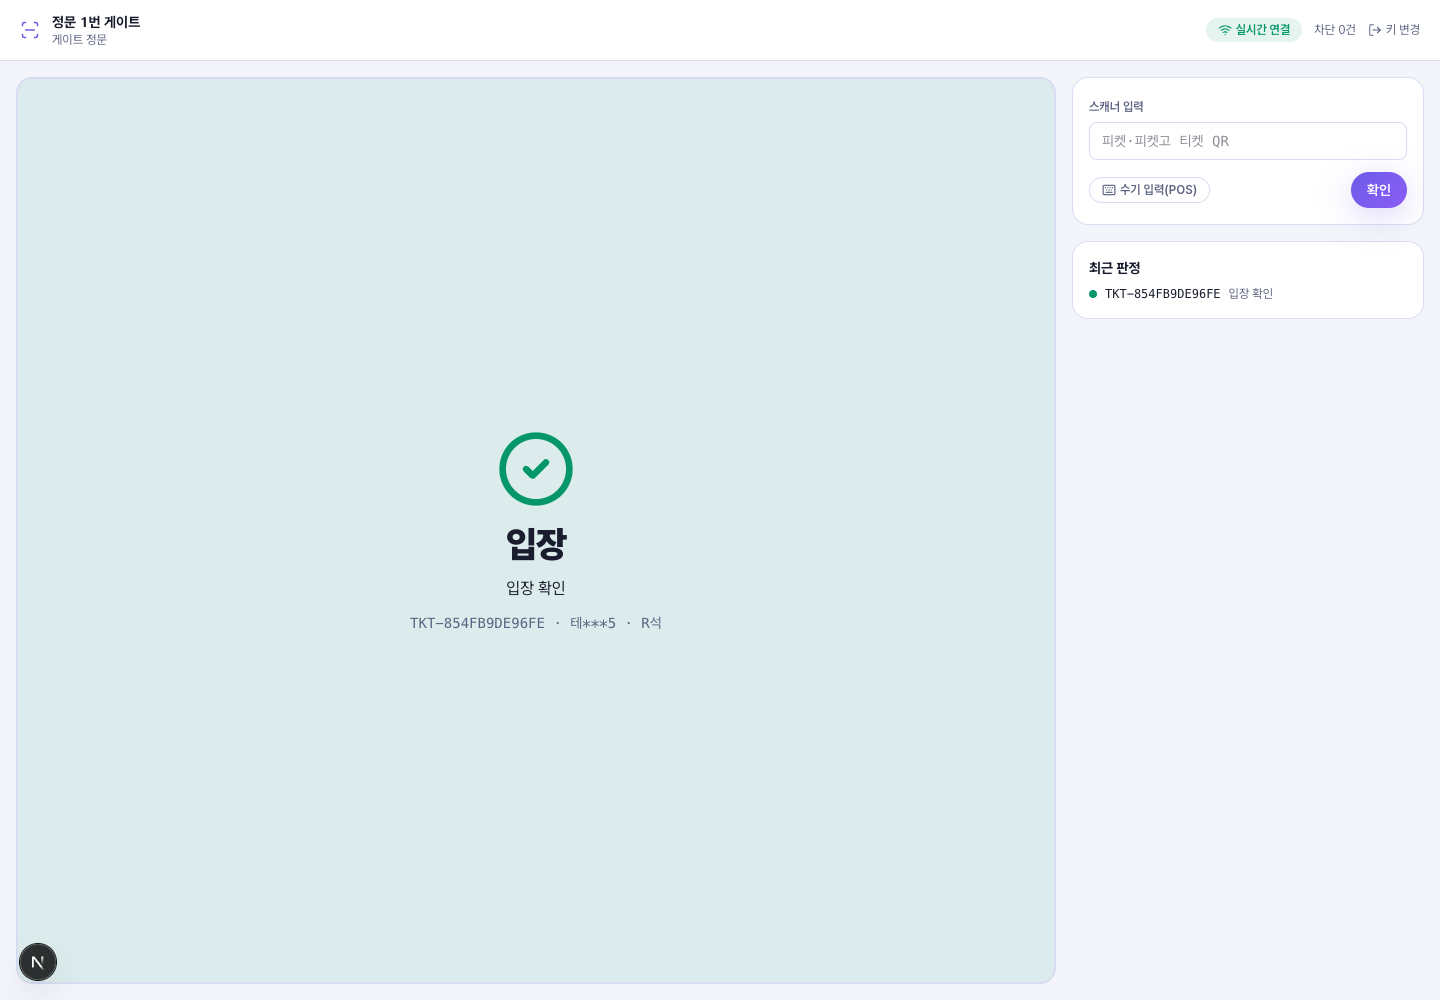 정문 1번 게이트
게이트 정문
실시간 연결
차단 0건
키 변경
입장
입장 확인
TKT-854FB9DE96FE · 테***5 · R석
스캐너 입력
피켓·피켓고 티켓 QR
수기 입력(POS)
확인
최근 판정
TKT-854FB9DE96FE 입장 확인
N